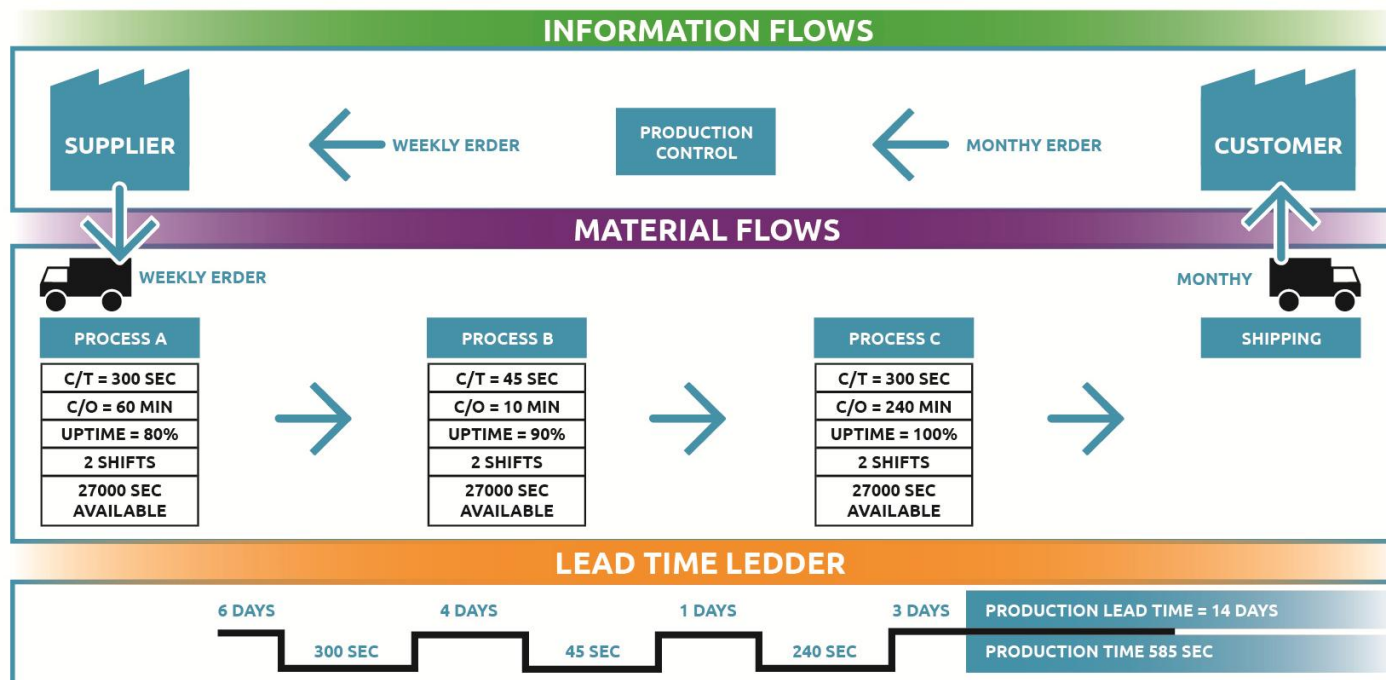 INFORMATION FLOWS
SUPPLIER
WEEKLY ERDER
PRODUCTION
CONTROL
MONTHY ERDER
CUSTOMER
MATERIAL FLOWS
WEEKLY ERDER
MONTHY
PROCESS A
C/T = 300 SEC
C/O = 60 MIN
UPTIME = 80%
2 SHIFTS
27000 SEC
AVAILABLE
PROCESS B
C/T = 45 SEC
C/O = 10 MIN
UPTIME = 90%
2 SHIFTS
27000 SEC
AVAILABLE
PROCESS C
C/T = 300 SEC
C/O = 240 MIN
UPTIME = 100%
2 SHIFTS
27000 SEC
AVAILABLE
SHIPPING
LEAD TIME LEDDER
6 DAYS
4 DAYS
1 DAYS
3 DAYS
PRODUCTION LEAD TIME = 14 DAYS
300 SEC
45 SEC
240 SEC
PRODUCTION TIME 585 SEC